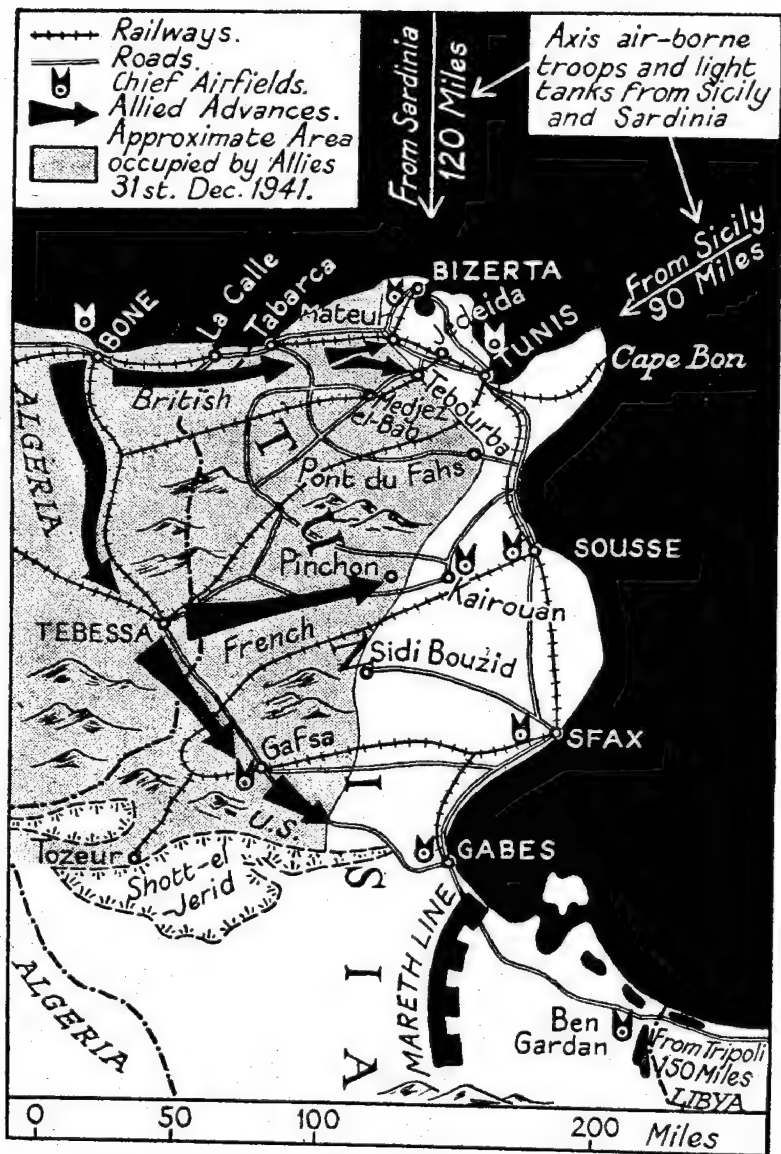 Railways.
Roads.
Chief Airfields.
Allied Advances.
Approximate Area
occupied by Allies
31st. Dec. 1941.
From Sardinia
120 Miles
Axis air-borne
troops and light
tanks from Sicily
and Sardinia
From Sicily
90 Miles
BIZERTA
La Calle
Tabarca
BONE
Mateur
Jedeida
TUNIS
Cape Bon
British
Tebourba
Medjez
el-Bab
ALGERIA
Pont du Fahs
TUNISIA
SOUSSE
Pinchon
Kairouan
TEBESSA
French
Sidi Bouzid
SFAX
Gafsa
U.S.
Tozeur
GABES
Shott-el
Jerid
MARETH LINE
ALGERIA
Ben
Gardan
From Tripoli
150 Miles
LIBYA
0 50 100 200 Miles